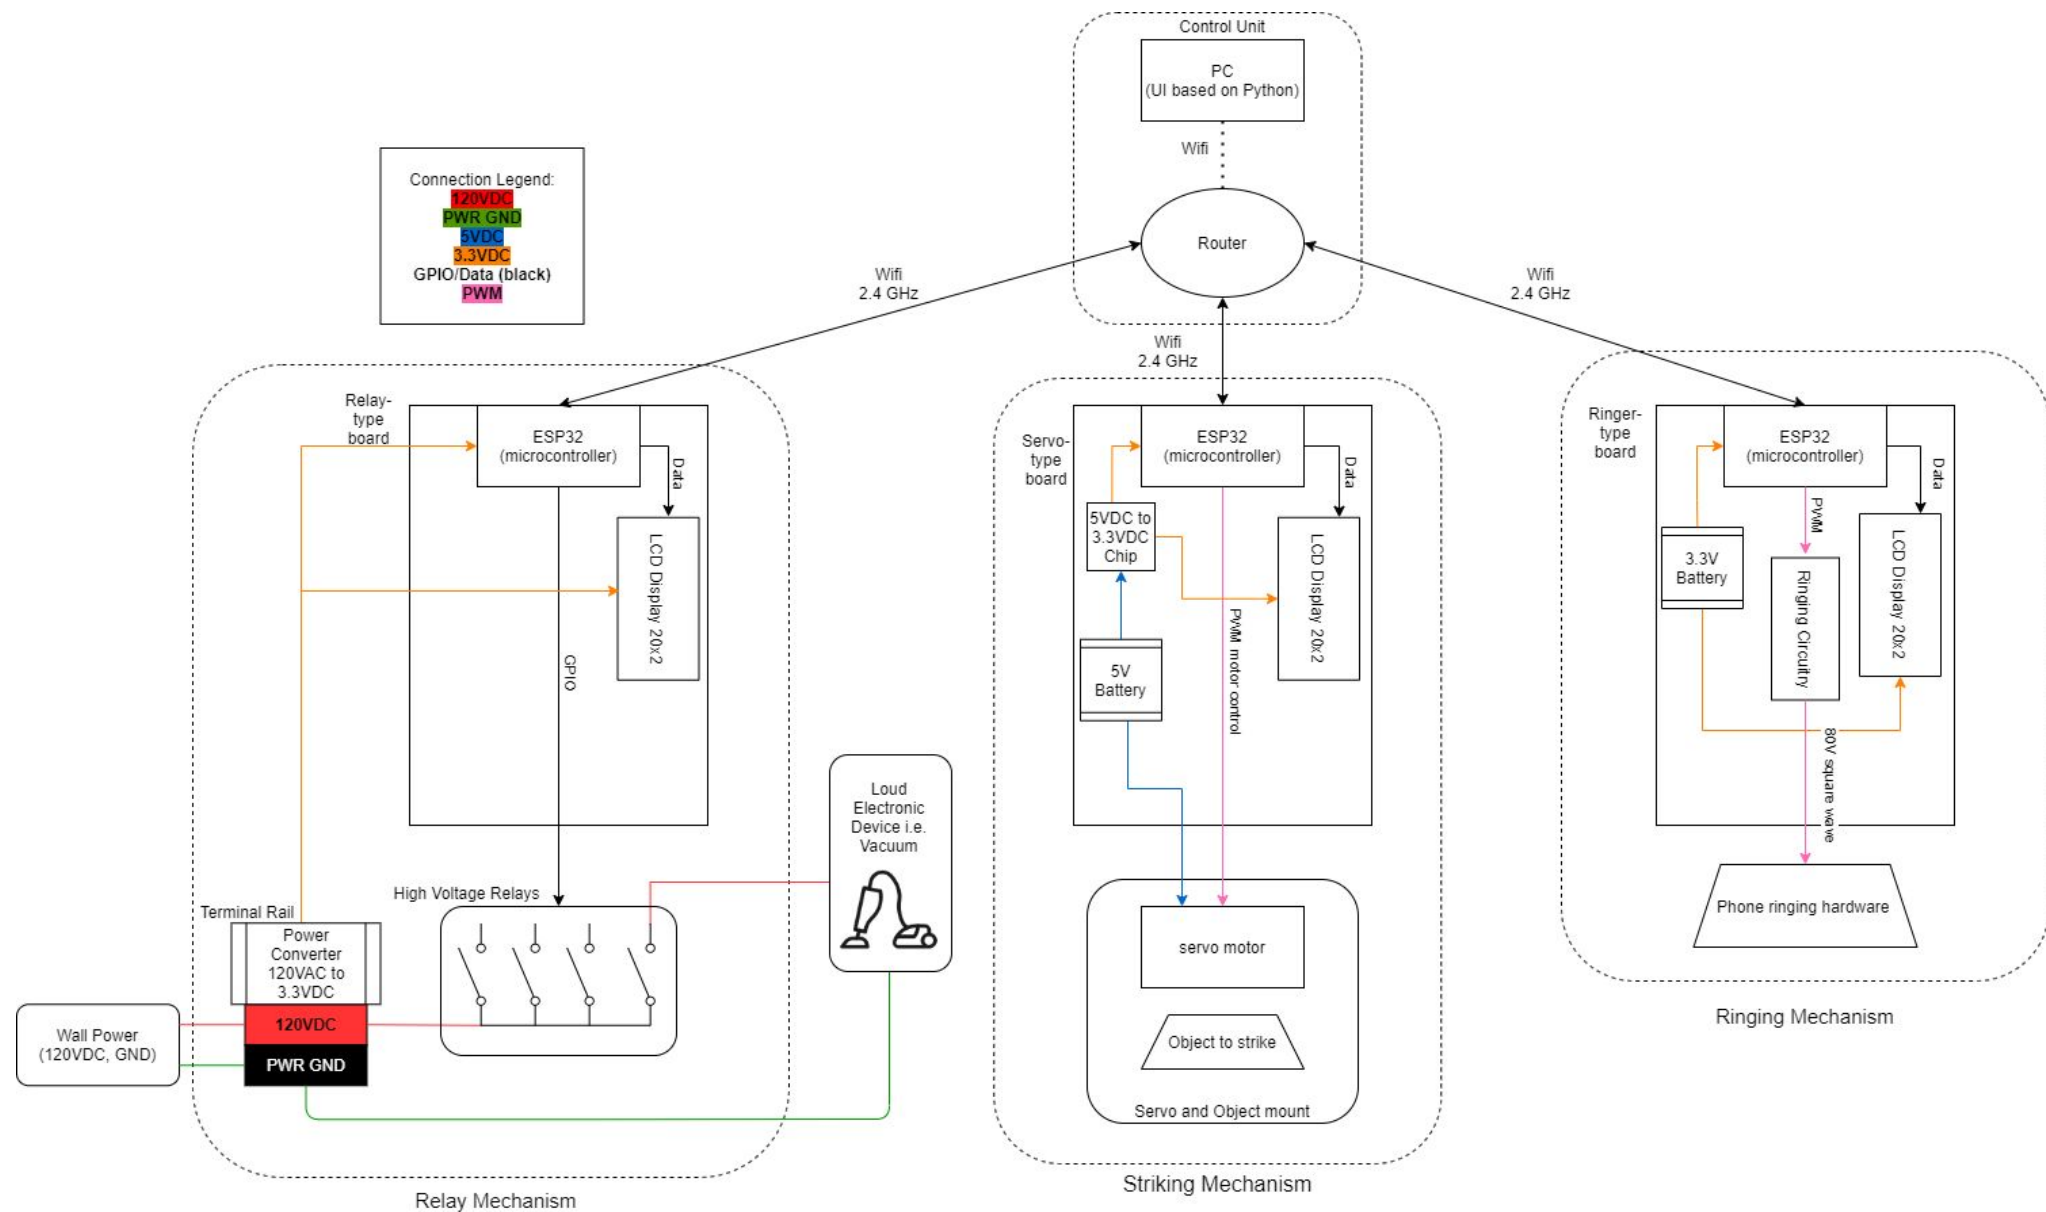 Control Unit
PC
(UI based on Python)
Wifi
Router
Connection Legend:
120VDC
PWR GND
5VDC
3.3VDC
GPIO/Data (black)
PWM
Wifi
2.4 GHz
Wifi
2.4 GHz
Wifi
2.4 GHz
Relay-
type
board
ESP32
(microcontroller)
Data
LCD Display 20x2
GPIO
Loud
Electronic
Device i.e.
Vacuum
High Voltage Relays
Terminal Rail
Power
Converter
120VAC to
3.3VDC
120VDC
PWR GND
Wall Power
(120VDC, GND)
Relay Mechanism
Servo-
type
board
ESP32
(microcontroller)
Data
5VDC to
3.3VDC
Chip
LCD Display 20x2
5V
Battery
PWM motor control
servo motor
Object to strike
Servo and Object mount
Striking Mechanism
Ringer-
type
board
ESP32
(microcontroller)
Data
PWM
3.3V
Battery
Ringing Circuitry
LCD Display 20x2
80V square wave
Phone ringing hardware
Ringing Mechanism